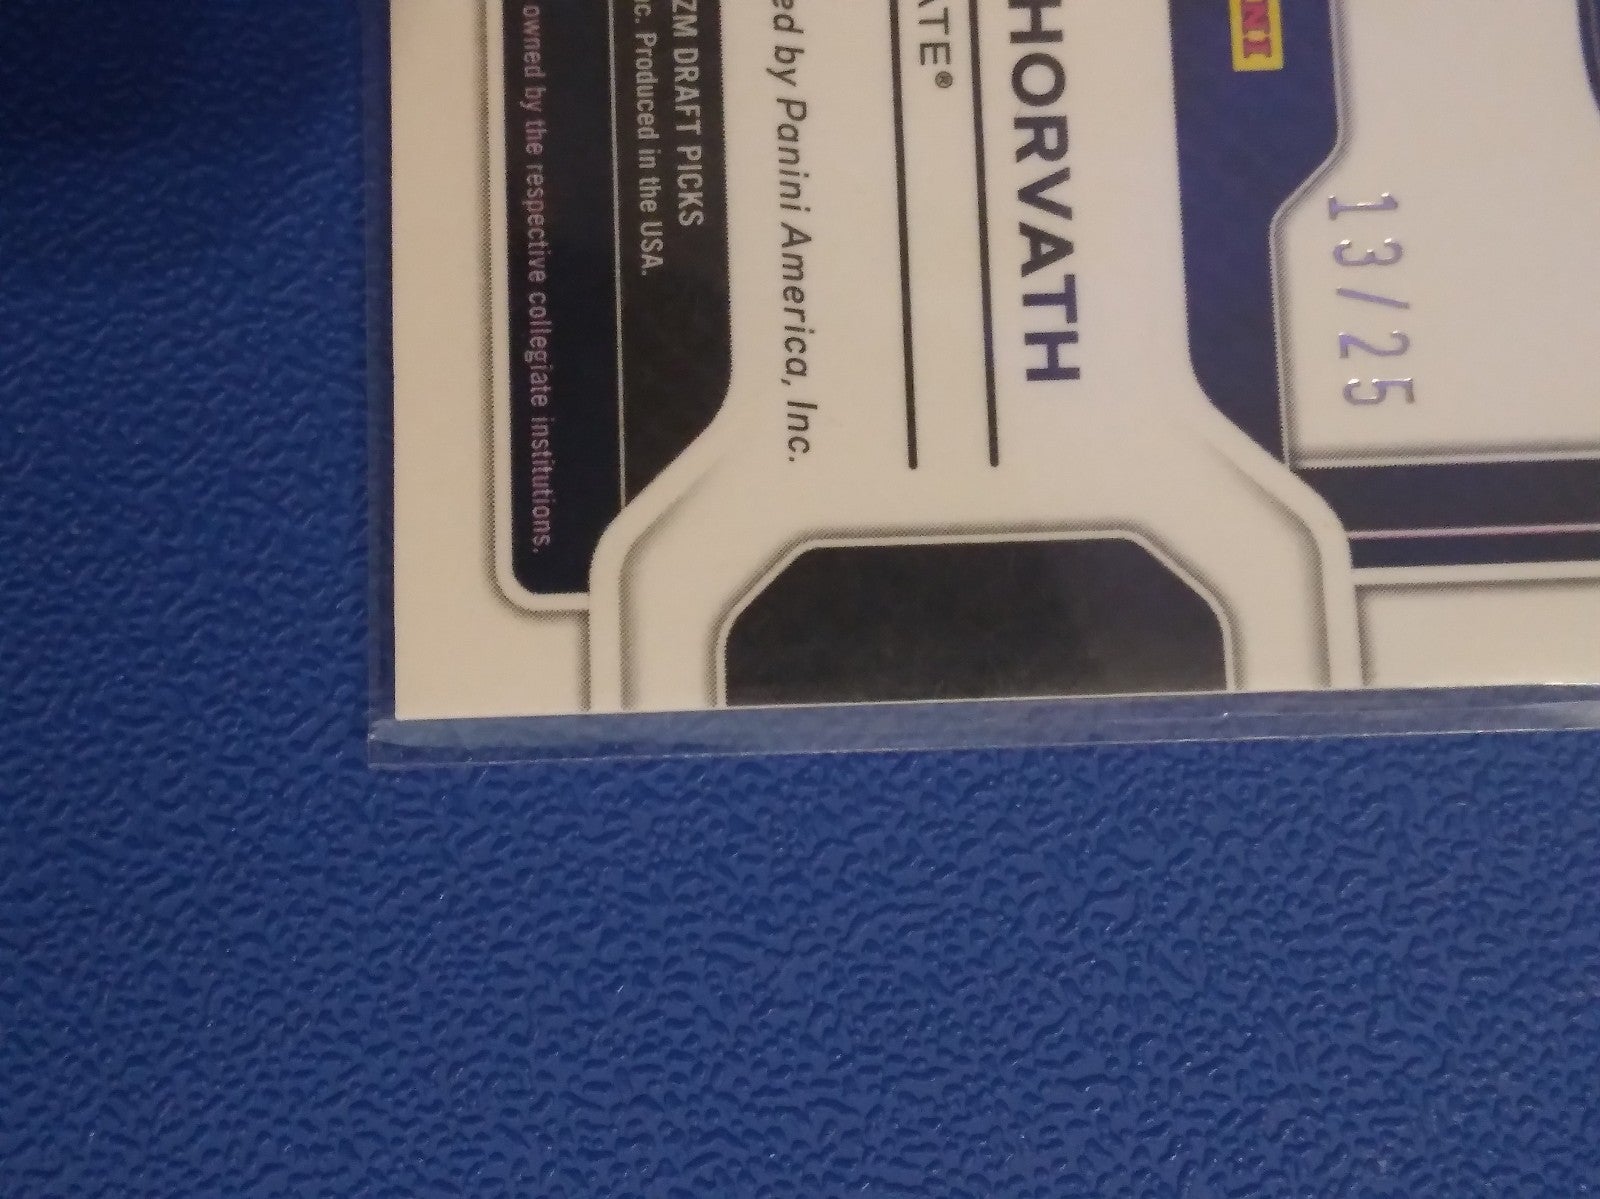 13/25
HORVATH
ATE®
ed by Panini America, Inc.
ZM DRAFT PICKS
nc. Produced in the USA.
owned by the respective collegiate institutions.